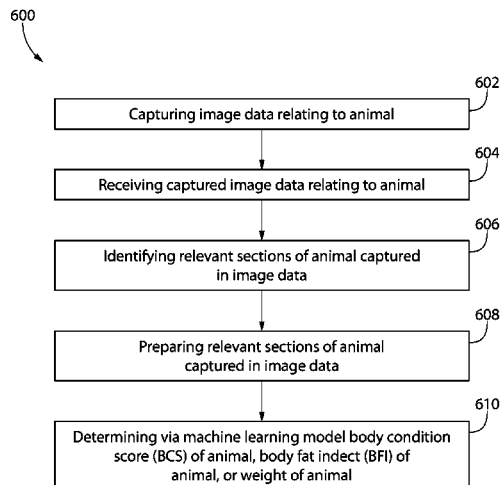 600
602
Capturing image data relating to animal
604
Receiving captured image data relating to animal
606
Identifying relevant sections of animal captured
in image data
608
Preparing relevant sections of animal
captured in image data
610
Determining via machine learning model body condition
score (BCS) of animal, body fat indect (BFI) of
animal, or weight of animal